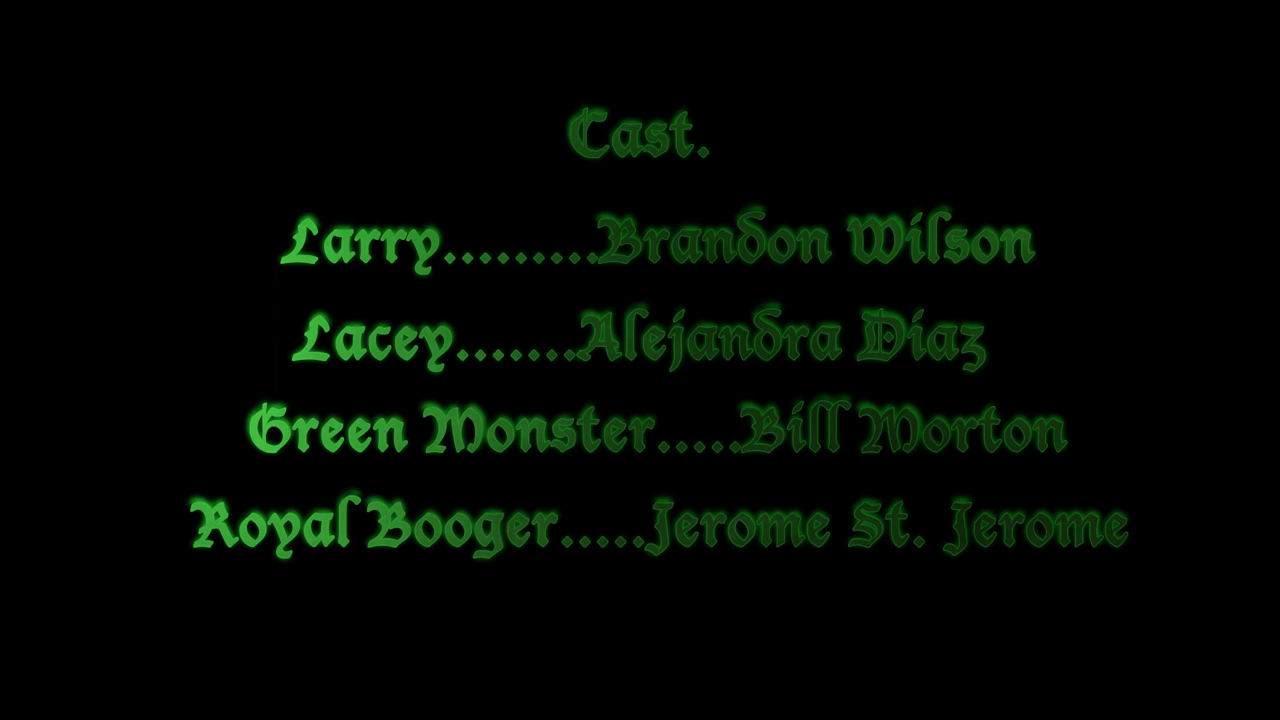 Cast.
Larry.........Brandon Wilson
Lacey.......Alejandra Diaz
Green Monster.....Bill Morton
Royal Booger.....Jerome St. Jerome